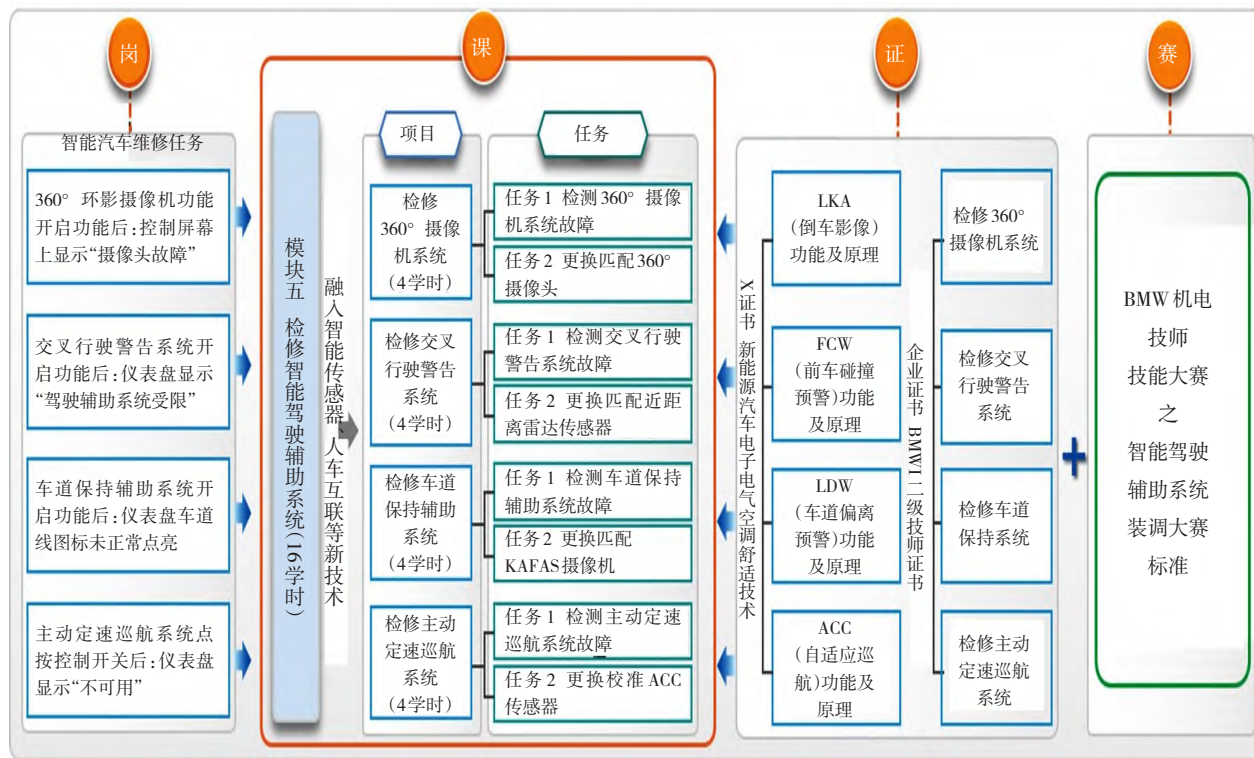 岗
课
证
赛
智能汽车维修任务
360° 环影摄像机功能
开启功能后:控制屏幕
上显示“摄像头故障”
交叉行驶警告系统开
启功能后:仪表盘显示
“驾驶辅助系统受限”
车道保持辅助系统开
启功能后:仪表盘车道
线图标未正常点亮
主动定速巡航系统点
按控制开关后:仪表盘
显示“不可用”
模块五 检修智能驾驶辅助系统(16学时)
融入智能传感器、人车互联等新技术
项目
检修
360° 摄像
机系统
(4学时)
检修交叉
行驶警告
系统
(4学时)
检修车道
保持辅助
系统
(4学时)
检修主动
定速巡航
系统
(4学时)
任务
任务1 检测360° 摄像
机系统故障
任务2 更换匹配360°
摄像头
任务1 检测交叉行驶
警告系统故障
任务2 更换匹配近距
离雷达传感器
任务1 检测车道保持
辅助系统故障
任务2 更换匹配
KAFAS摄像机
任务1 检测主动定速
巡航系统故障
任务2 更换校准ACC
传感器
X证书 新能源汽车电子电气空调舒适技术
LKA
(倒车影像)
功能及原理
FCW
(前车碰撞
预警)功能
及原理
LDW
(车道偏离
预警)功能
及原理
ACC
(自适应巡
航)功能及
原理
企业证书 BMW1二级技师证书
检修360°
摄像机系统
检修交叉
行驶警告
系统
检修车道
保持系统
检修主动
定速巡航
系统
+
BMW机电
技师
技能大赛
之
智能驾驶
辅助系统
装调大赛
标准